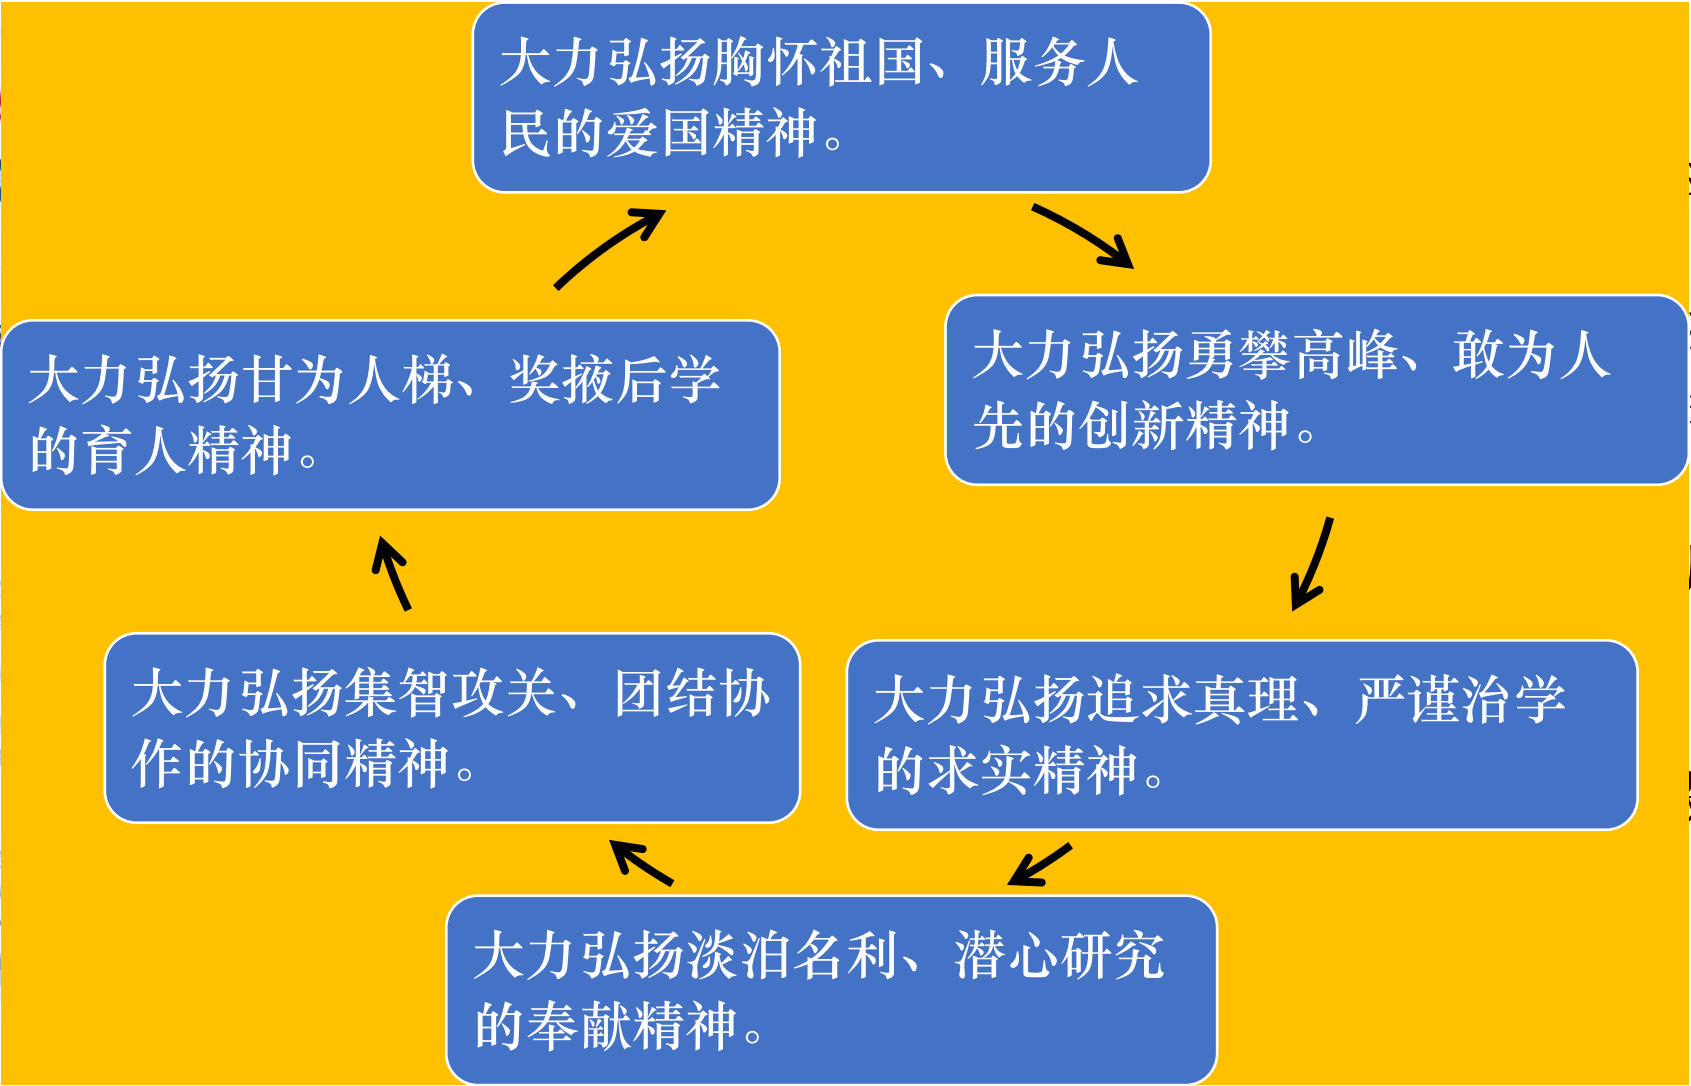 大力弘扬胸怀祖国、服务人
民的爱国精神。
大力弘扬勇攀高峰、敢为人
先的创新精神。
大力弘扬追求真理、严谨治学
的求实精神。
大力弘扬淡泊名利、潜心研究
的奉献精神。
大力弘扬集智攻关、团结协
作的协同精神。
大力弘扬甘为人梯、奖掖后学
的育人精神。